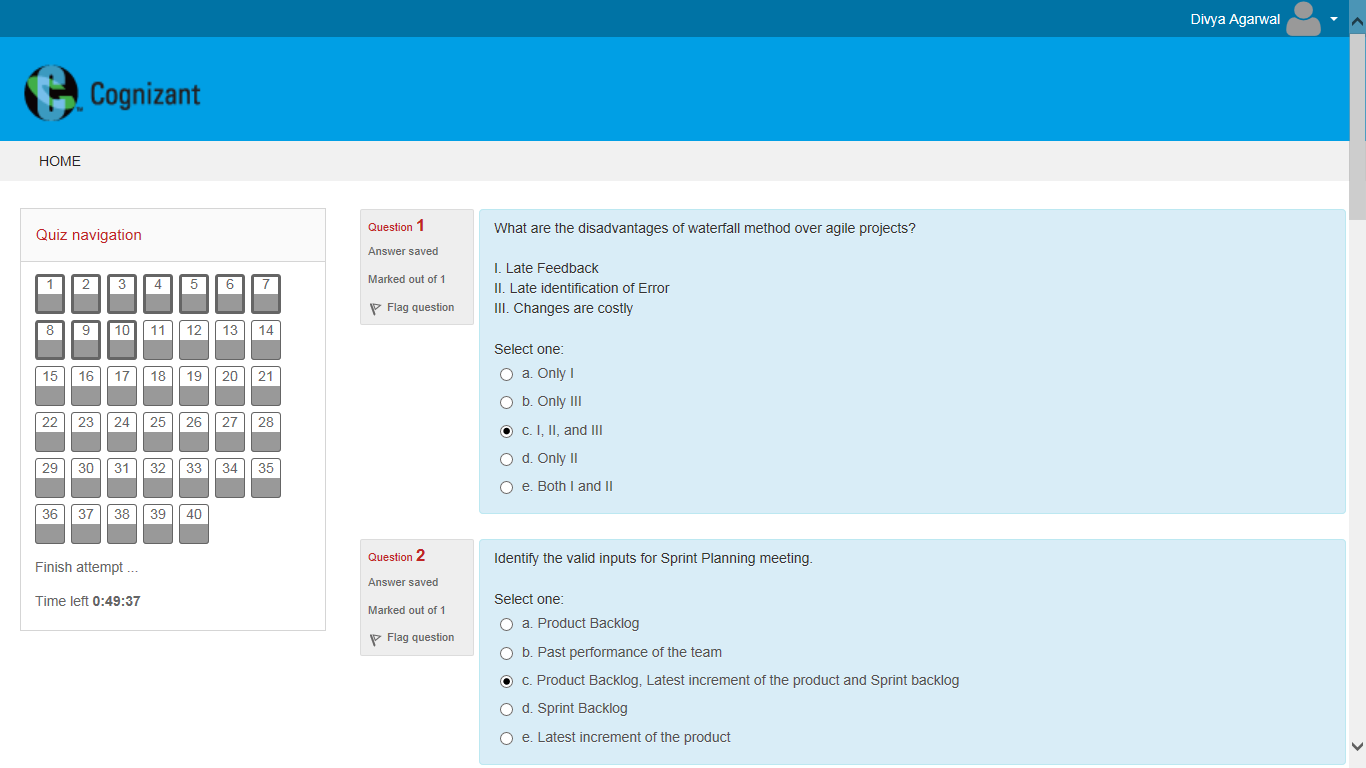 Divya Agarwal
Cognizant
HOME
Quiz navigation
1 2 3 4 5 6 7
8 9 10 11 12 13 14
15 16 17 18 19 20 21
22 23 24 25 26 27 28
29 30 31 32 33 34 35
36 37 38 39 40
Finish attempt ...
Time left 0:49:37
Question 1
Answer saved
Marked out of 1
Flag question
What are the disadvantages of waterfall method over agile projects?
I. Late Feedback
II. Late identification of Error
III. Changes are costly
Select one:
a. Only I
b. Only III
c. I, II, and III
d. Only II
e. Both I and II
Question 2
Answer saved
Marked out of 1
Flag question
Identify the valid inputs for Sprint Planning meeting.
Select one:
a. Product Backlog
b. Past performance of the team
c. Product Backlog, Latest increment of the product and Sprint backlog
d. Sprint Backlog
e. Latest increment of the product